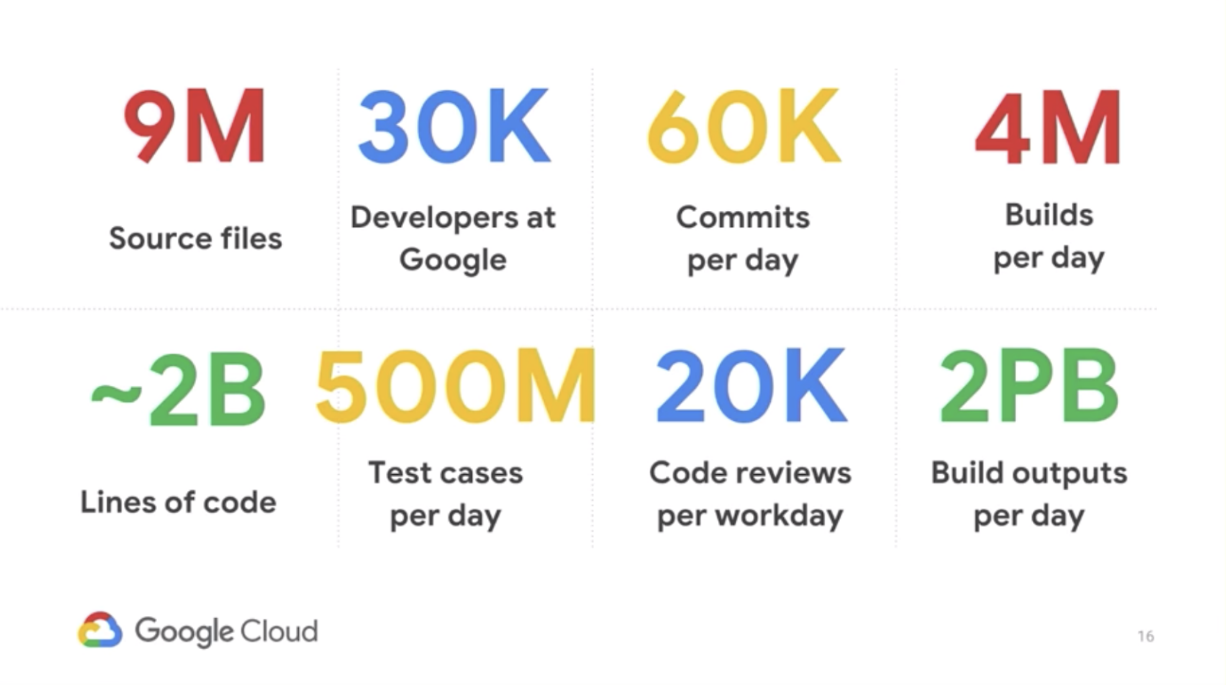 9M
Source files
30K
Developers at
Google
60K
Commits
per day
4M
Builds
per day
~2B
Lines of code
500M
Test cases
per day
20K
Code reviews
per workday
2PB
Build outputs
per day
Google Cloud
16